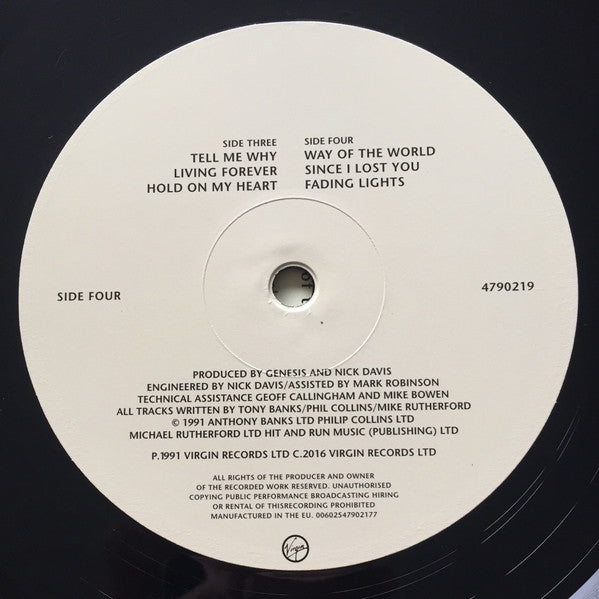 SIDE THREE
TELL ME WHY
LIVING FOREVER
HOLD ON MY HEART
SIDE FOUR
WAY OF THE WORLD
SINCE I LOST YOU
FADING LIGHTS
SIDE FOUR
4790219
PRODUCED BY GENESIS AND NICK DAVIS
ENGINEERED BY NICK DAVIS/ASSISTED BY MARK ROBINSON
TECHNICAL ASSISTANCE GEOFF CALLINGHAM AND MIKE BOWEN
ALL TRACKS WRITTEN BY TONY BANKS/PHIL COLLINS/MIKE RUTHERFORD
© 1991 ANTHONY BANKS LTD PHILIP COLLINS LTD
MICHAEL RUTHERFORD LTD HIT AND RUN MUSIC (PUBLISHING) LTD
P.1991 VIRGIN RECORDS LTD C.2016 VIRGIN RECORDS LTD
ALL RIGHTS OF THE PRODUCER AND OWNER
OF THE RECORDED WORK RESERVED. UNAUTHORISED
COPYING PUBLIC PERFORMANCE BROADCASTING HIRING
OR RENTAL OF THISRECORDING PROHIBITED
MANUFACTURED IN THE EU. 00602547902177
Virgin